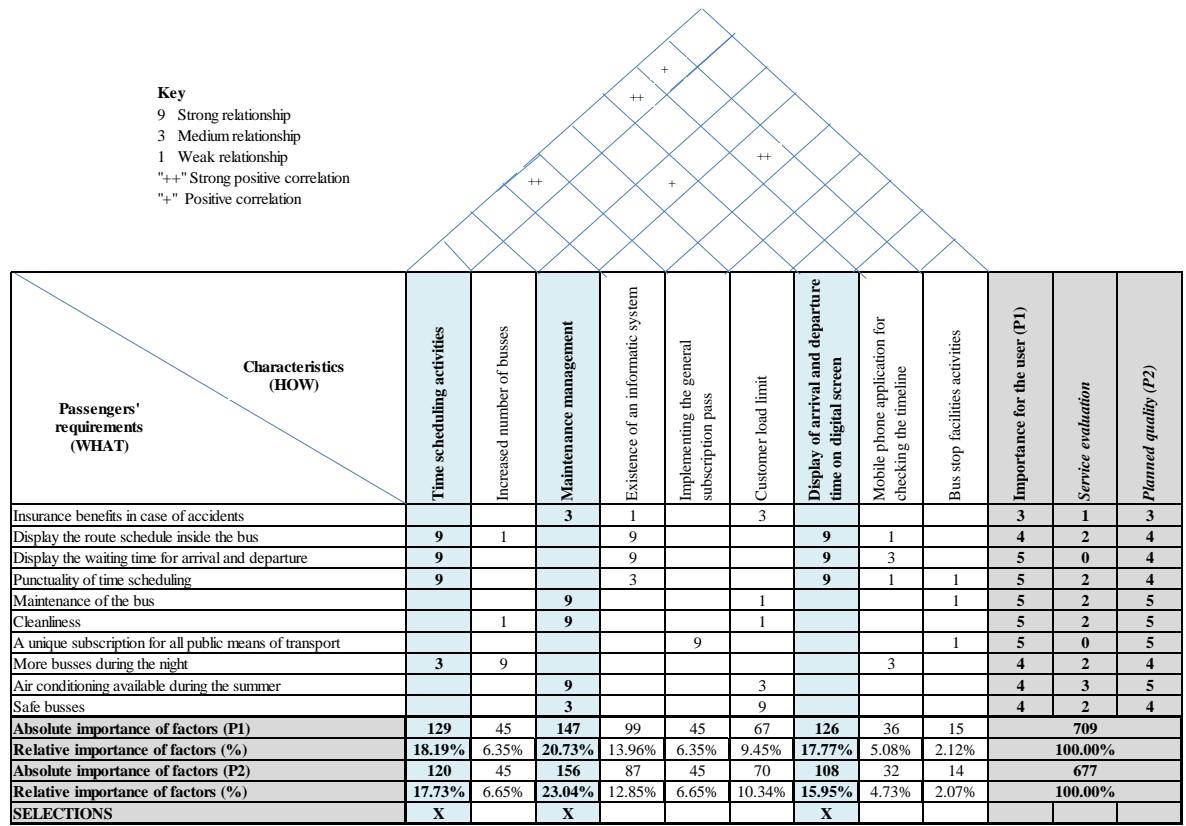 +
Key
++
9 Strong relationship
3 Medium relationship
1 Weak relationship
++
"++" Strong positive correlation
++
+
"+" Positive correlation
Characteristics
(HOW)
Passengers'
requirements
(WHAT)
Time scheduling activities
Increased number of busses
Maintenance management
Existence of an informatic system
Implementing the general
subscription pass
Customer load limit
Display of arrival and departure
time on digital screen
Mobile phone application for
checking the timeline
Bus stop facilities activities
Importance for the user (P1)
Service evaluation
Planned quality (P2)
Insurance benefits in case of accidents 3 1 3 3 1 3
Display the route schedule inside the bus 9 1 9 9 1 4 2 4
Display the waiting time for arrival and departure 9 9 9 3 5 0 4
Punctuality of time scheduling 9 3 9 1 1 5 2 4
Maintenance of the bus 9 1 1 5 2 5
Cleanliness 1 9 1 5 2 5
A unique subscription for all public means of transport 9 1 5 0 5
More busses during the night 3 9 3 4 2 4
Air conditioning available during the summer 9 3 4 3 5
Safe busses 3 9 4 2 4
Absolute importance of factors (P1) 129 45 147 99 45 67 126 36 15 709
Relative importance of factors (%) 18.19% 6.35% 20.73% 13.96% 6.35% 9.45% 17.77% 5.08% 2.12% 100.00%
Absolute importance of factors (P2) 120 45 156 87 45 70 108 32 14 677
Relative importance of factors (%) 17.73% 6.65% 23.04% 12.85% 6.65% 10.34% 15.95% 4.73% 2.07% 100.00%
SELECTIONS X X X